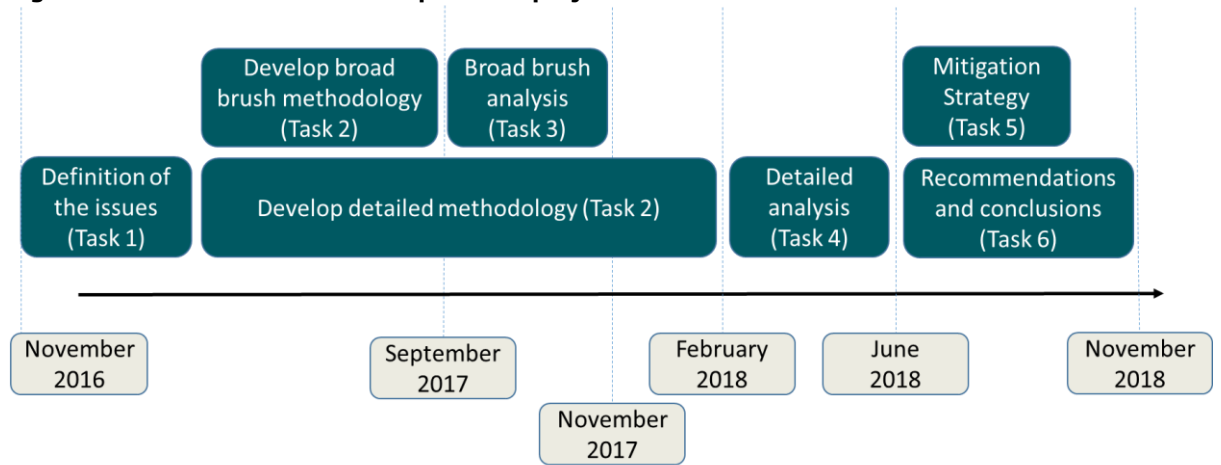 Develop broad
brush methodology
(Task 2)
Broad brush
analysis
(Task 3)
Mitigation
Strategy
(Task 5)
Definition of
the issues
(Task 1)
Develop detailed methodology (Task 2)
Detailed
analysis
(Task 4)
Recommendations
and conclusions
(Task 6)
November
2016
September
2017
November
2017
February
2018
June
2018
November
2018